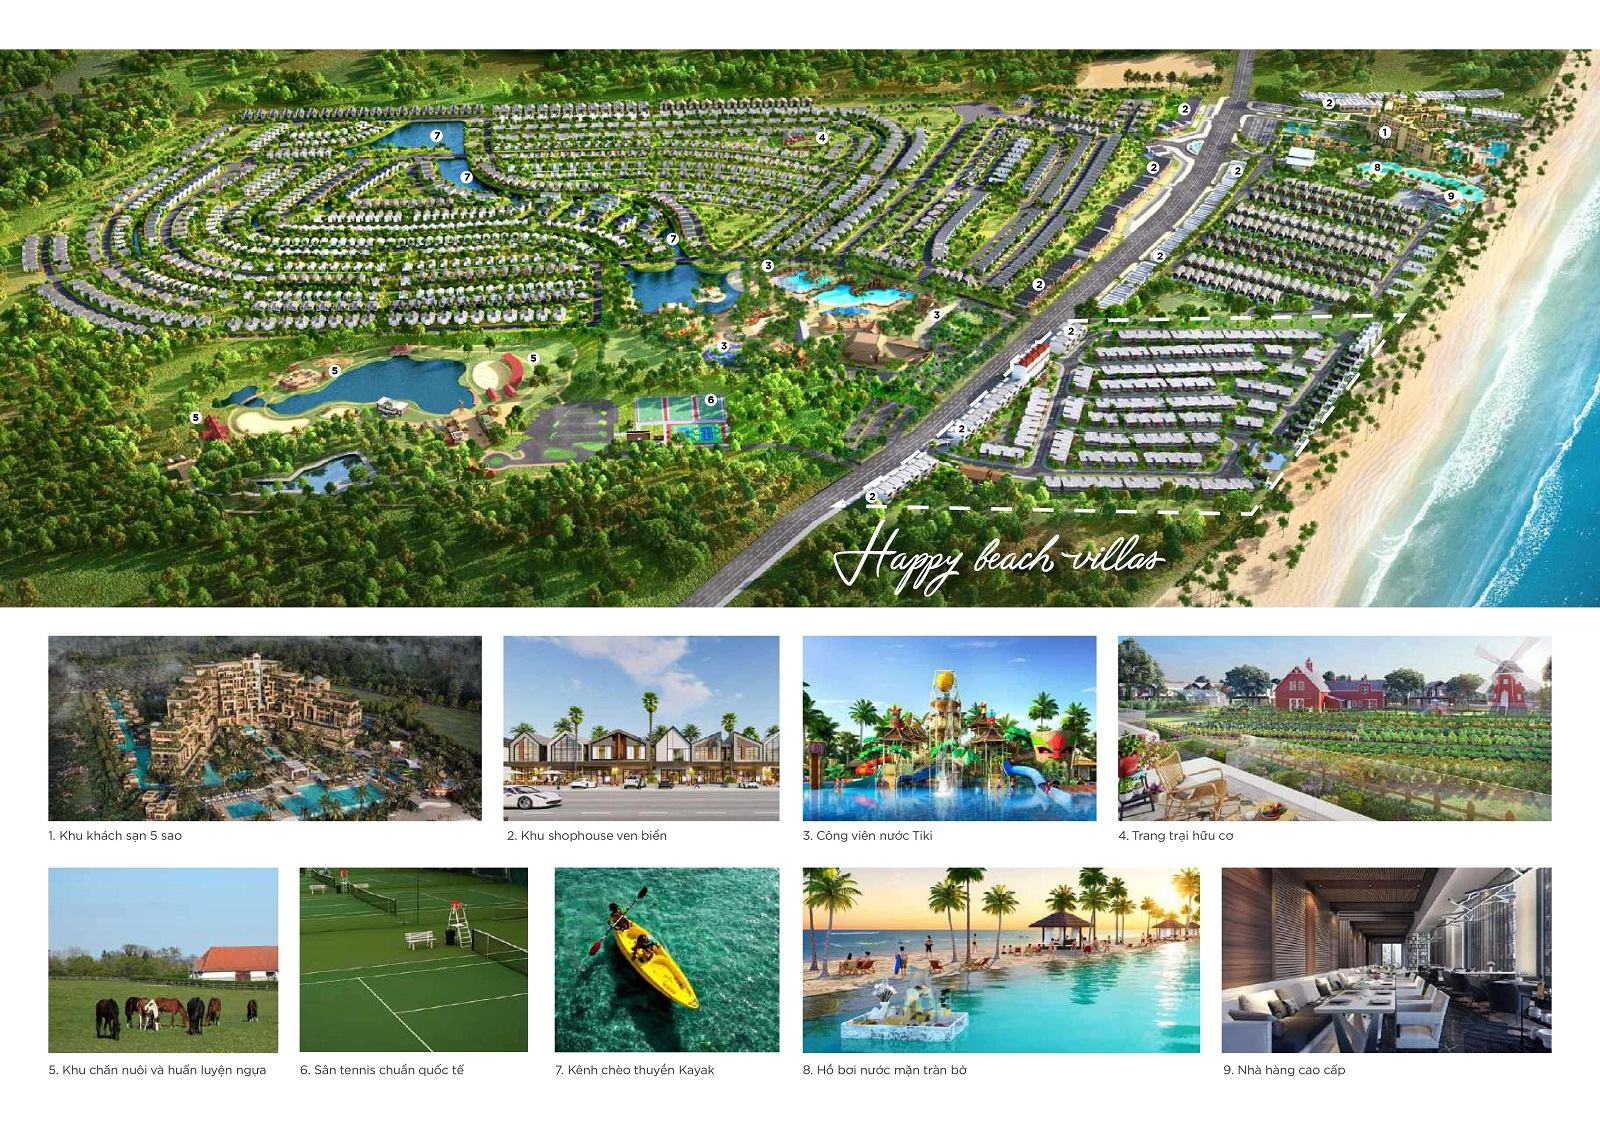 2
2
1
7
4
2
8
7
2
2
9
7
2
3
2
3
2
3
5
5
6
5
2
2
Happy beach villas
1. Khu khách sạn 5 sao
2. Khu shophouse ven biển
3. Công viên nước Tiki
4. Trang trại hữu cơ
5. Khu chăn nuôi và huấn luyện ngựa
6. Sân tennis chuẩn quốc tế
7. Kênh chèo thuyền Kayak
8. Hồ bơi nước mặn tràn bờ
9. Nhà hàng cao cấp